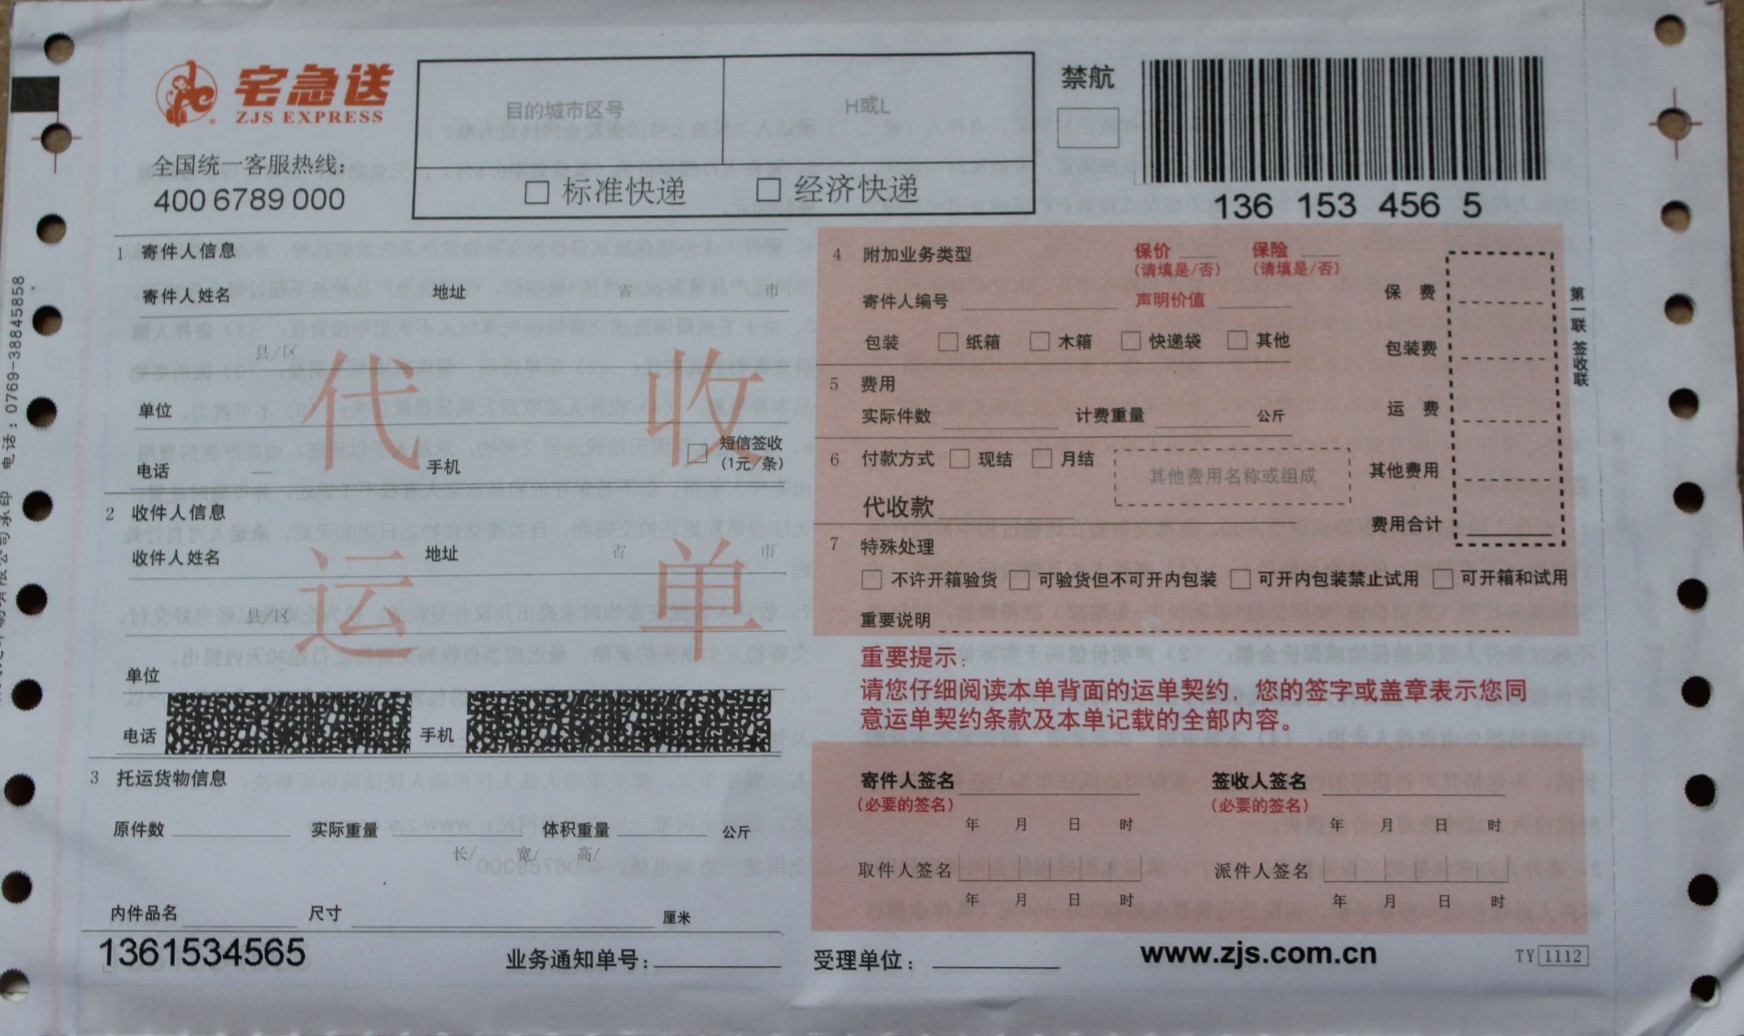 宅急送
ZJS EXPRESS
全国统一客服热线:
400 6789 000
目的城市区号
H或L
□ 标准快递 □ 经济快递
禁航
136 153 456 5
1 寄件人信息
寄件人姓名 地址 省 市
县/区
单位
电话 — 手机 □ 短信签收
(1元/条)
代收
运单
2 收件人信息
收件人姓名 地址 省 市
县/区
单位
电话 手机
3 托运货物信息
原件数 实际重量 体积重量 公斤
长/ 宽/ 高/
内件品名 尺寸 厘米
1361534565 业务通知单号:
4 附加业务类型 保价 保险
(请填是/否) (请填是/否)
寄件人编号 声明价值
包装 □ 纸箱 □ 木箱 □ 快递袋 □ 其他
5 费用
实际件数 计费重量 公斤
6 付款方式 □ 现结 □ 月结
其他费用名称或组成
代收款
保 费
包装费
运 费
其他费用
费用合计
7 特殊处理
□ 不许开箱验货 □ 可验货但不可开内包装 □ 可开内包装禁止试用 □ 可开箱和试用
重要说明
重要提示:
请您仔细阅读本单背面的运单契约,您的签字或盖章表示您同
意运单契约条款及本单记载的全部内容。
寄件人签名 签收人签名
(必要的签名) (必要的签名)
年 月 日 时 年 月 日 时
取件人签名 派件人签名
年 月 日 时 年 月 日 时
受理单位: www.zjs.com.cn TY 1112
第一联 签收联
有限公司承印 电话:0769-38845858